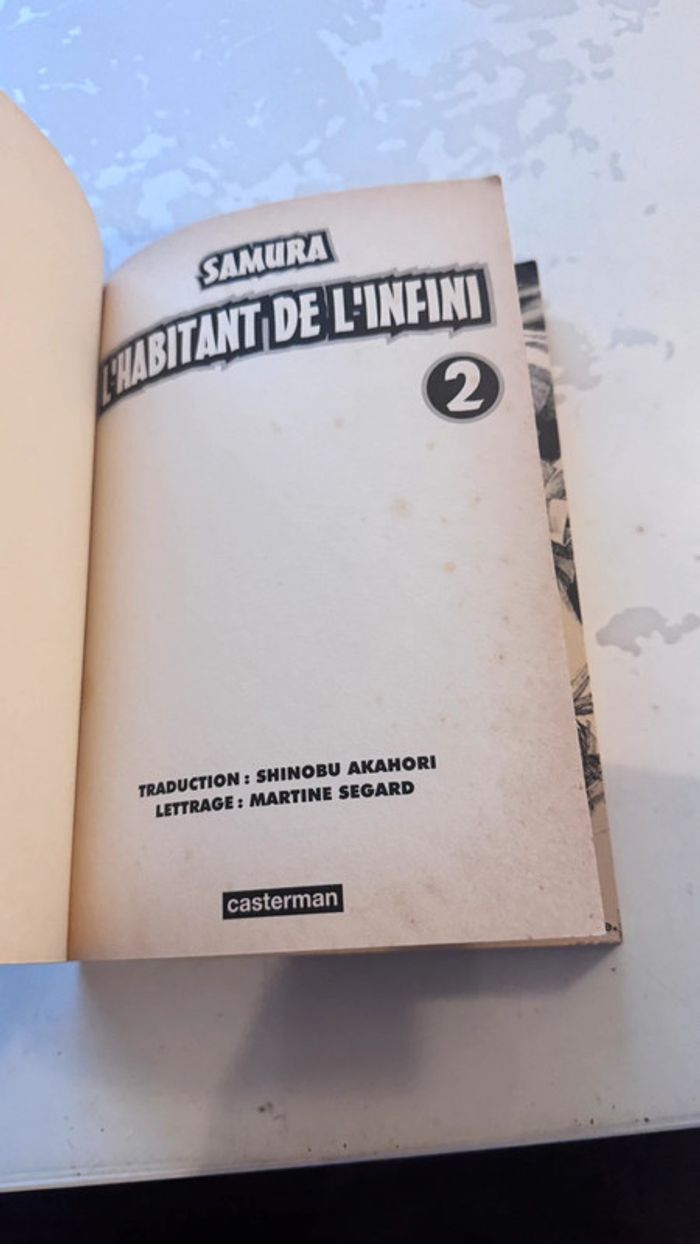 SAMURA
L'HABITANT DE L'INFINI
2
TRADUCTION : SHINOBU AKAHORI
LETTRAGE : MARTINE SEGARD
casterman